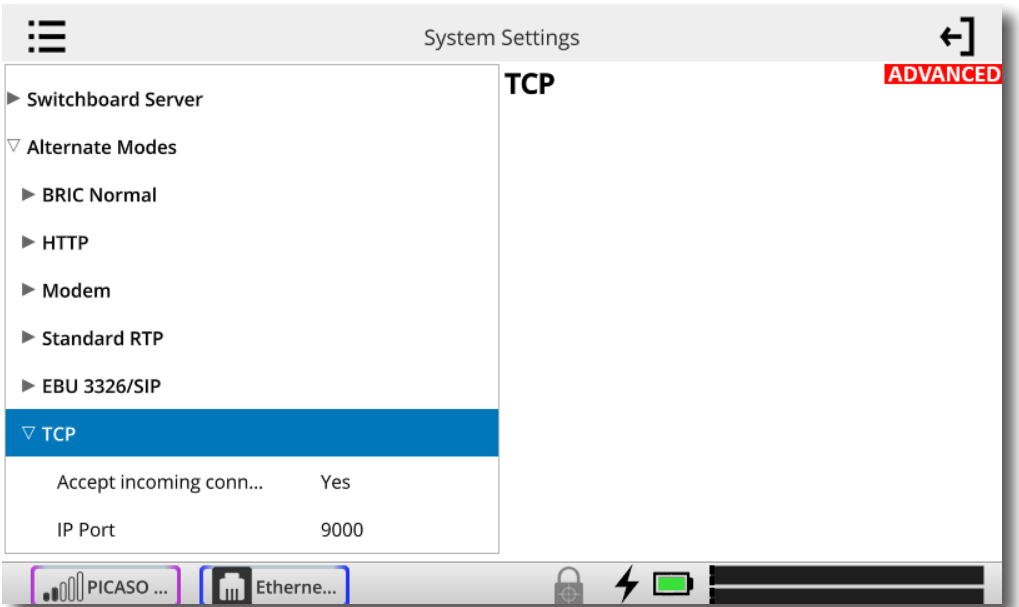 System Settings
Switchboard Server
Alternate Modes
BRIC Normal
HTTP
Modem
Standard RTP
EBU 3326/SIP
TCP
Accept incoming conn... Yes
IP Port 9000
TCP
ADVANCED
PICASO ...
Etherne...